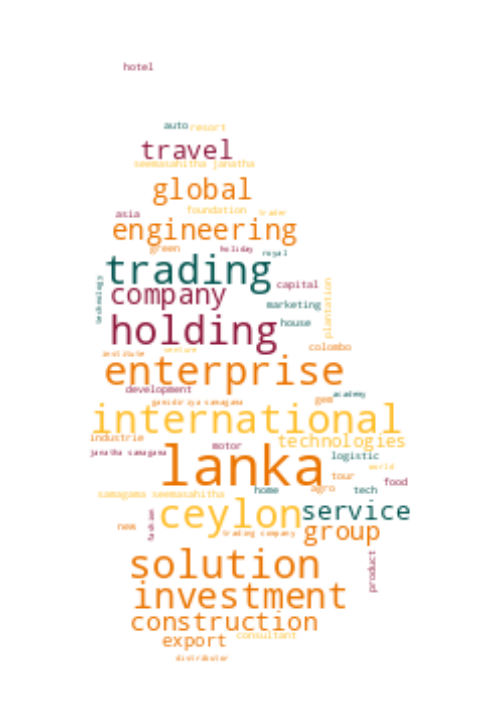 hotel
auto resort
travel
seemasahitha janatha
global
asia foundation trader
engineering
green holiday royal
trading
technology
company capital
marketing plantation
holding house
institute venture colombo
enterprise
development academy
gamidiriya samagama gem
international
industrie technologies
janatha samagama motor logistic
lanka world
tour food
samagama seemasahitha home agro tech
ceylon service
new trading company group
solution product
investment
construction
export consultant
distributor